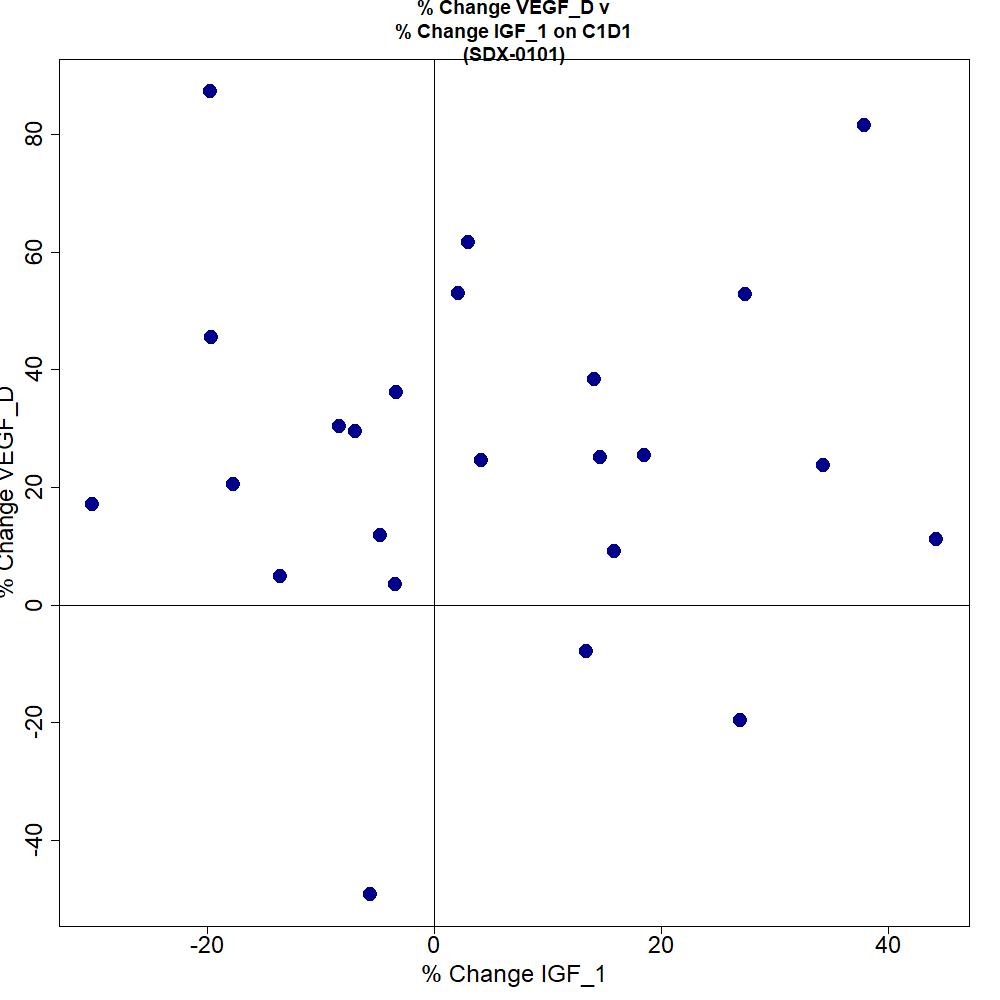 % Change VEGF_D v
% Change IGF_1 on C1D1
(SDX-0101)
% Change VEGF_D
80
60
40
20
0
-20
-40
-20
0
20
40
% Change IGF_1